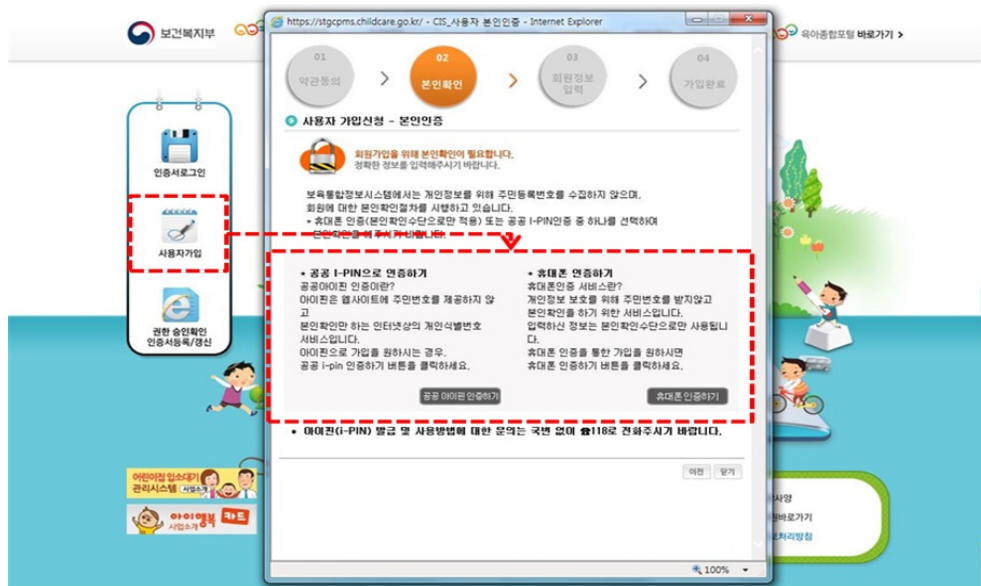 보건복지부
https://stgcpms.childcare.go.kr/ - CIS_사용자 본인인증 - Internet Explorer
육아종합포털 바로가기 >
01
약관동의
>
02
본인확인
>
03
회원정보
입력
>
04
가입완료
사용자 가입신청 - 본인인증
회원가입을 위해 본인확인이 필요합니다.
정확한 정보를 입력해주시기 바랍니다.
보육통합정보시스템에서는 개인정보를 위해 주민등록번호를 수집하지 않으며,
회원에 대한 본인확인절차를 시행하고 있습니다.
* 휴대폰 인증(본인확인수단으로만 적용) 또는 공공 I-PIN인증 중 하나를 선택하여
본인확인을 해주시기 바랍니다.
인증서로그인
사용자가입
권한 승인확인
인증서등록/갱신
* 공공 I-PIN으로 인증하기
공공아이핀 인증이란?
아이핀은 웹사이트에 주민번호를 제공하지 않
고
본인확인만 하는 인터넷상의 개인식별번호
서비스입니다.
아이핀으로 가입을 원하시는 경우,
공공 i-pin 인증하기 버튼을 클릭하세요.
공공 아이핀 인증하기
* 휴대폰 인증하기
휴대폰인증 서비스란?
개인정보 보호를 위해 주민번호를 받지않고
본인확인을 하기 위한 서비스입니다.
입력하신 정보는 본인확인수단으로만 사용됩니
다.
휴대폰 인증을 통한 가입을 원하시면
휴대폰 인증하기 버튼을 클릭하세요.
휴대폰인증하기
• 아이핀(i-PIN) 발급 및 사용방법에 대한 문의는 국번 없이 ☎118로 전화주시기 바랍니다.
이전 닫기
어린이집 입소대기
관리시스템 사업소개
아이행복 카드
사업소개
사양
원바로가기
보처리방침
100%